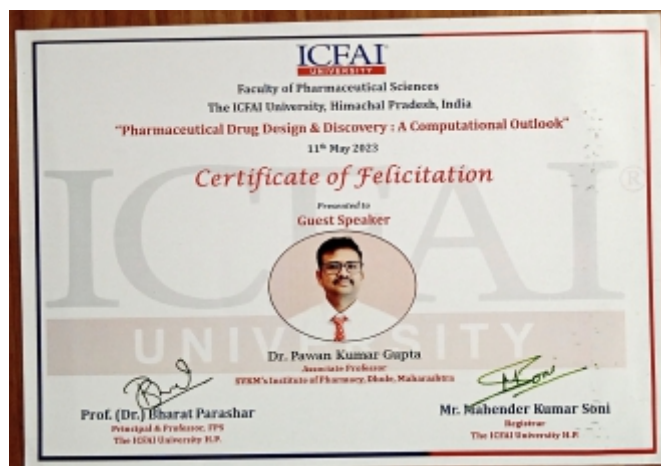 ICFAI
UNIVERSITY
Faculty of Pharmaceutical Sciences
The ICFAI University, Himachal Pradesh, India
"Pharmaceutical Drug Design & Discovery : A Computational Outlook"
11th May 2023
Certificate of Felicitation
Presented to
Guest Speaker
ICFAI®
UNIVERSITY
Dr. Pawan Kumar Gupta
Associate Professor
SVKM's Institute of Pharmacy, Dhule, Maharashtra
Prof. (Dr.) Bharat Parashar
Principal & Professor, FPS
The ICFAI University H.P.
Mr. Mahender Kumar Soni
Registrar
The ICFAI University H.P.